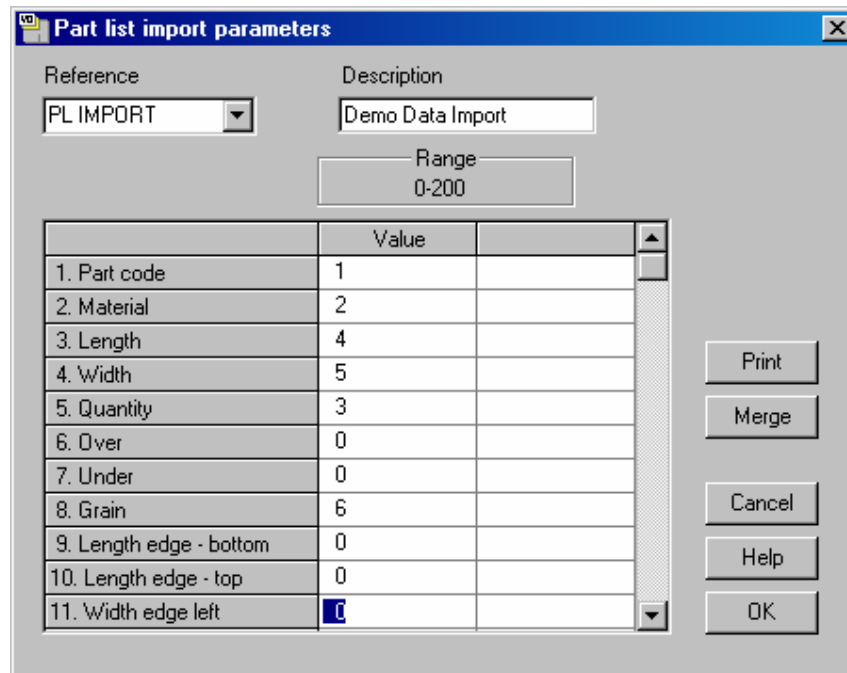 Part list import parameters
Reference Description
PL IMPORT Demo Data Import
Range
0-200
Value
1. Part code 1
2. Material 2
3. Length 4
4. Width 5
5. Quantity 3
6. Over 0
7. Under 0
8. Grain 6
9. Length edge - bottom 0
10. Length edge - top 0
11. Width edge left 0
Print
Merge
Cancel
Help
OK